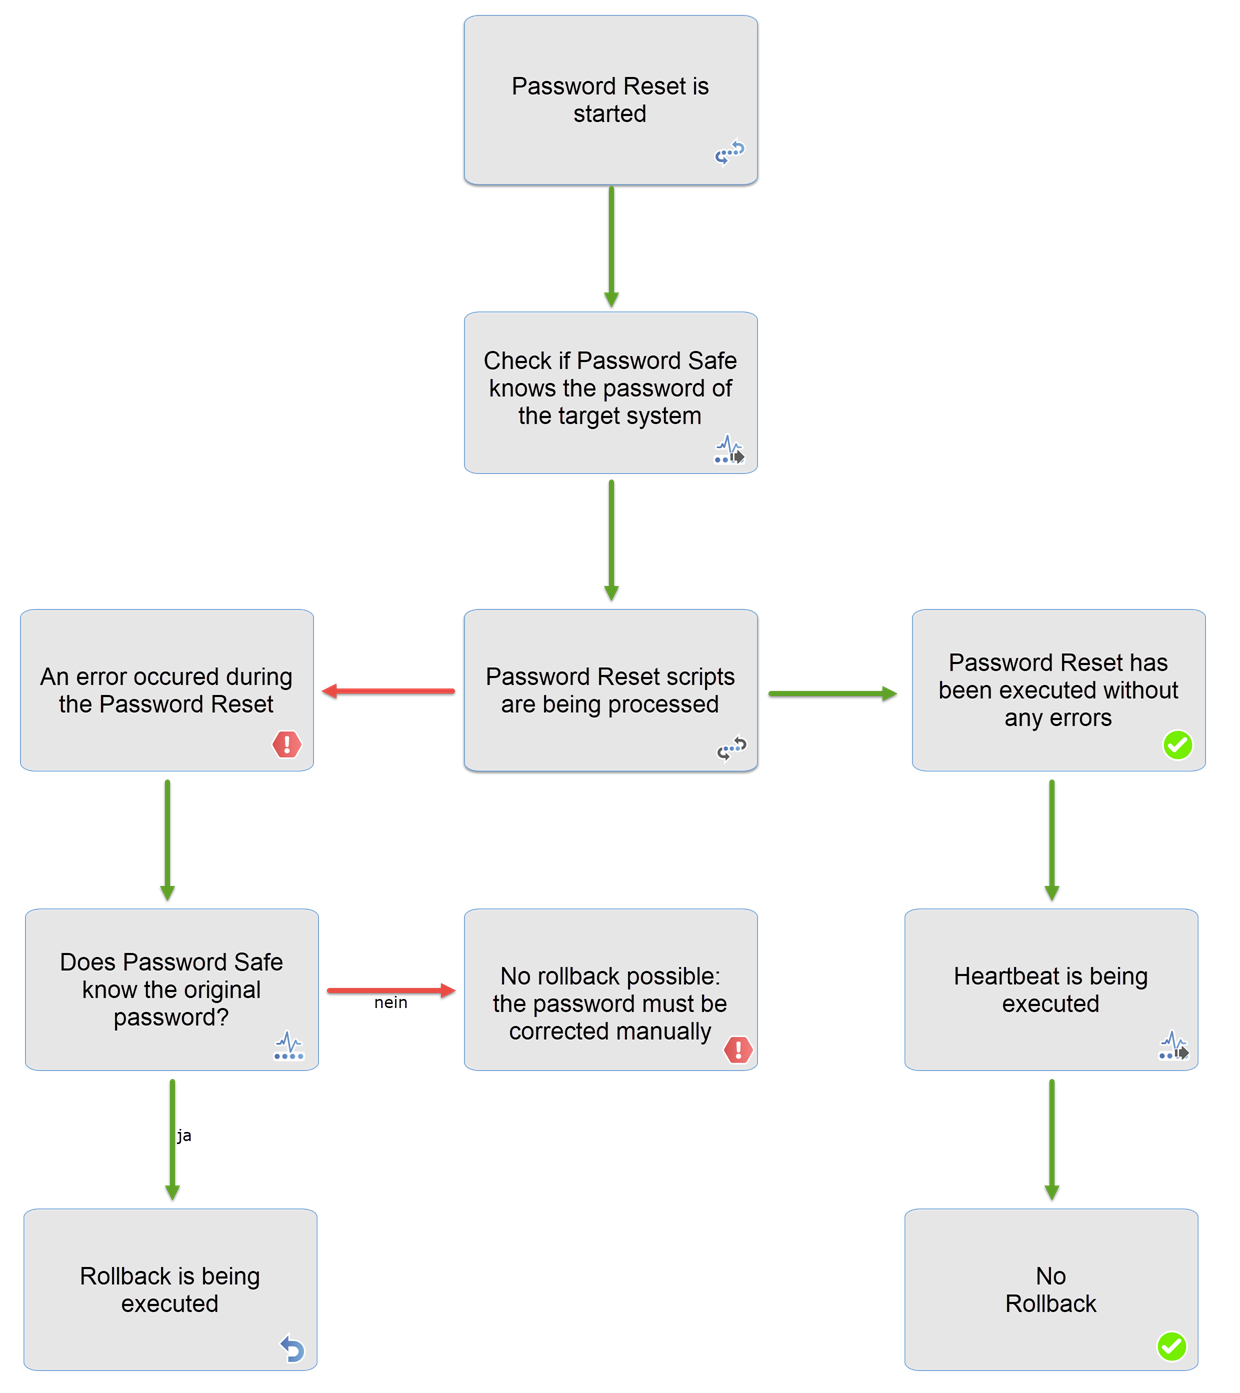 Password Reset is
started
Check if Password Safe
knows the password of
the target system
An error occured during
the Password Reset
Password Reset scripts
are being processed
Password Reset has
been executed without
any errors
Does Password Safe
know the original
password?
nein
No rollback possible:
the password must be
corrected manually
Heartbeat is being
executed
ja
Rollback is being
executed
No
Rollback